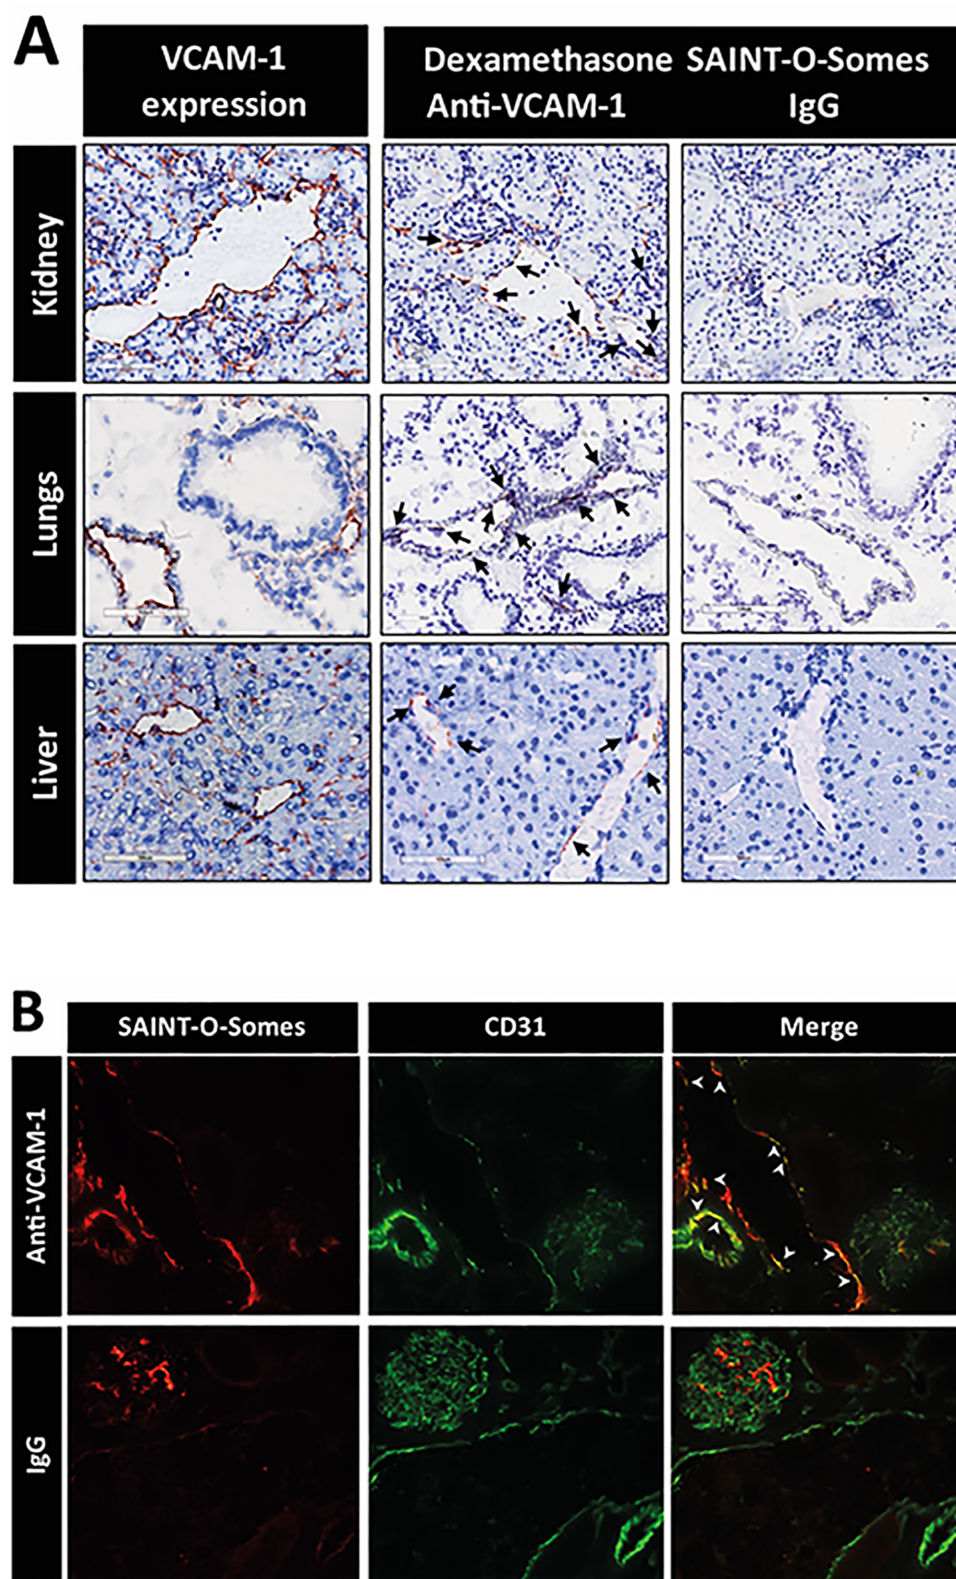 A
VCAM-1
expression
Dexamethasone SAINT-O-Somes
Anti-VCAM-1 IgG
Kidney
Lungs
Liver
B
SAINT-O-Somes CD31 Merge
Anti-VCAM-1
IgG